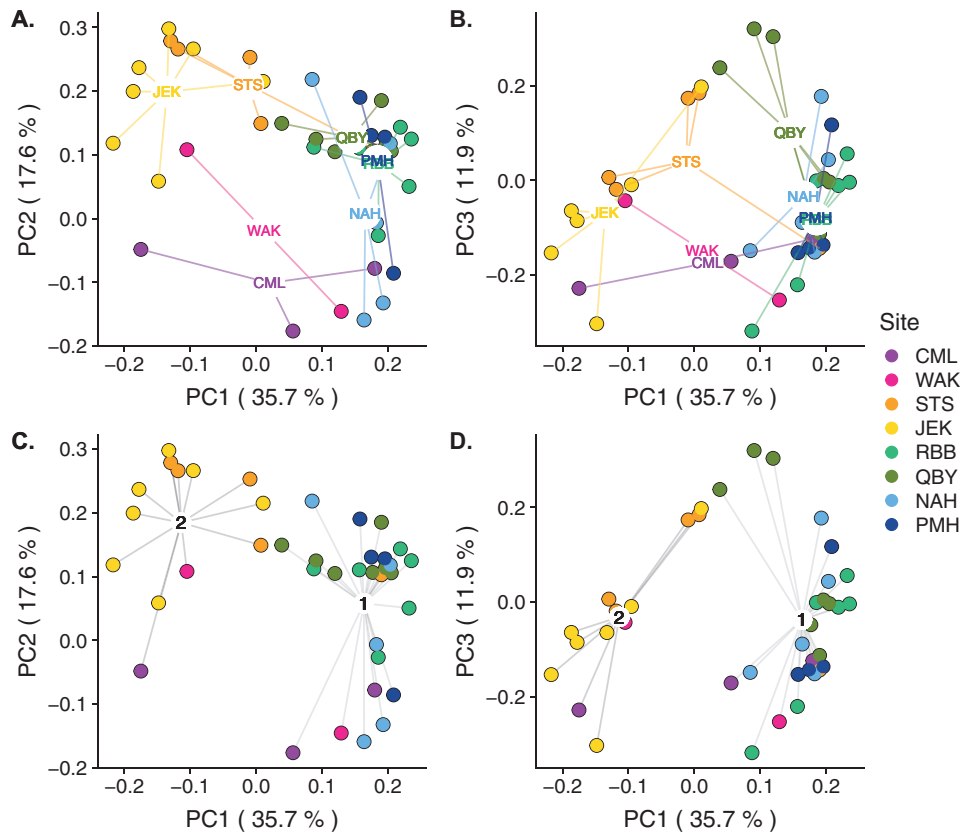 A.
B.
0.3
0.2
0.1
0.0
−0.1
−0.2
PC2 ( 17.6 % )
JEK
STS
QBY
PMH
RBB
NAH
WAK
CML
−0.2
−0.1
0.0
0.1
0.2
PC1 ( 35.7 % )
0.2
0.0
−0.2
PC3 ( 11.9 % )
QBY
STS
NAH
JEK
PMH
RBB
WAK
CML
−0.2
−0.1
0.0
0.1
0.2
PC1 ( 35.7 % )
Site
CML
WAK
STS
JEK
RBB
QBY
NAH
PMH
C.
D.
0.3
0.2
0.1
0.0
−0.1
−0.2
PC2 ( 17.6 % )
2
1
−0.2
−0.1
0.0
0.1
0.2
PC1 ( 35.7 % )
0.2
0.0
−0.2
PC3 ( 11.9 % )
2
1
−0.2
−0.1
0.0
0.1
0.2
PC1 ( 35.7 % )